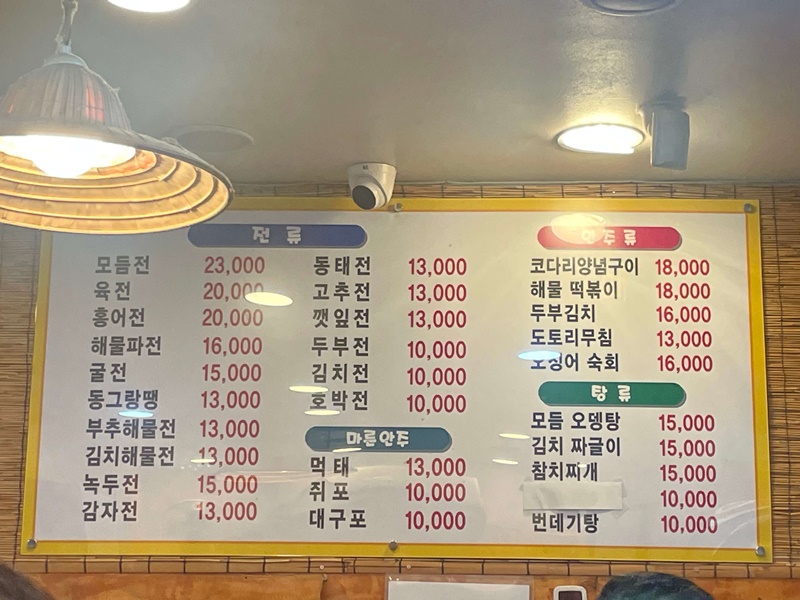 전류
모듬전 23,000
육전 20,000
홍어전 20,000
해물파전 16,000
굴전 15,000
동그랑땡 13,000
부추해물전 13,000
김치해물전 13,000
녹두전 15,000
감자전 13,000
동태전 13,000
고추전 13,000
깻잎전 13,000
두부전 10,000
김치전 10,000
호박전 10,000
마른안주
먹태 13,000
쥐포 10,000
대구포 10,000
안주류
코다리양념구이 18,000
해물 떡볶이 18,000
두부김치 16,000
도토리무침 13,000
오징어 숙회 16,000
탕류
모듬 오뎅탕 15,000
김치 짜글이 15,000
참치찌개 15,000
10,000
번데기탕 10,000